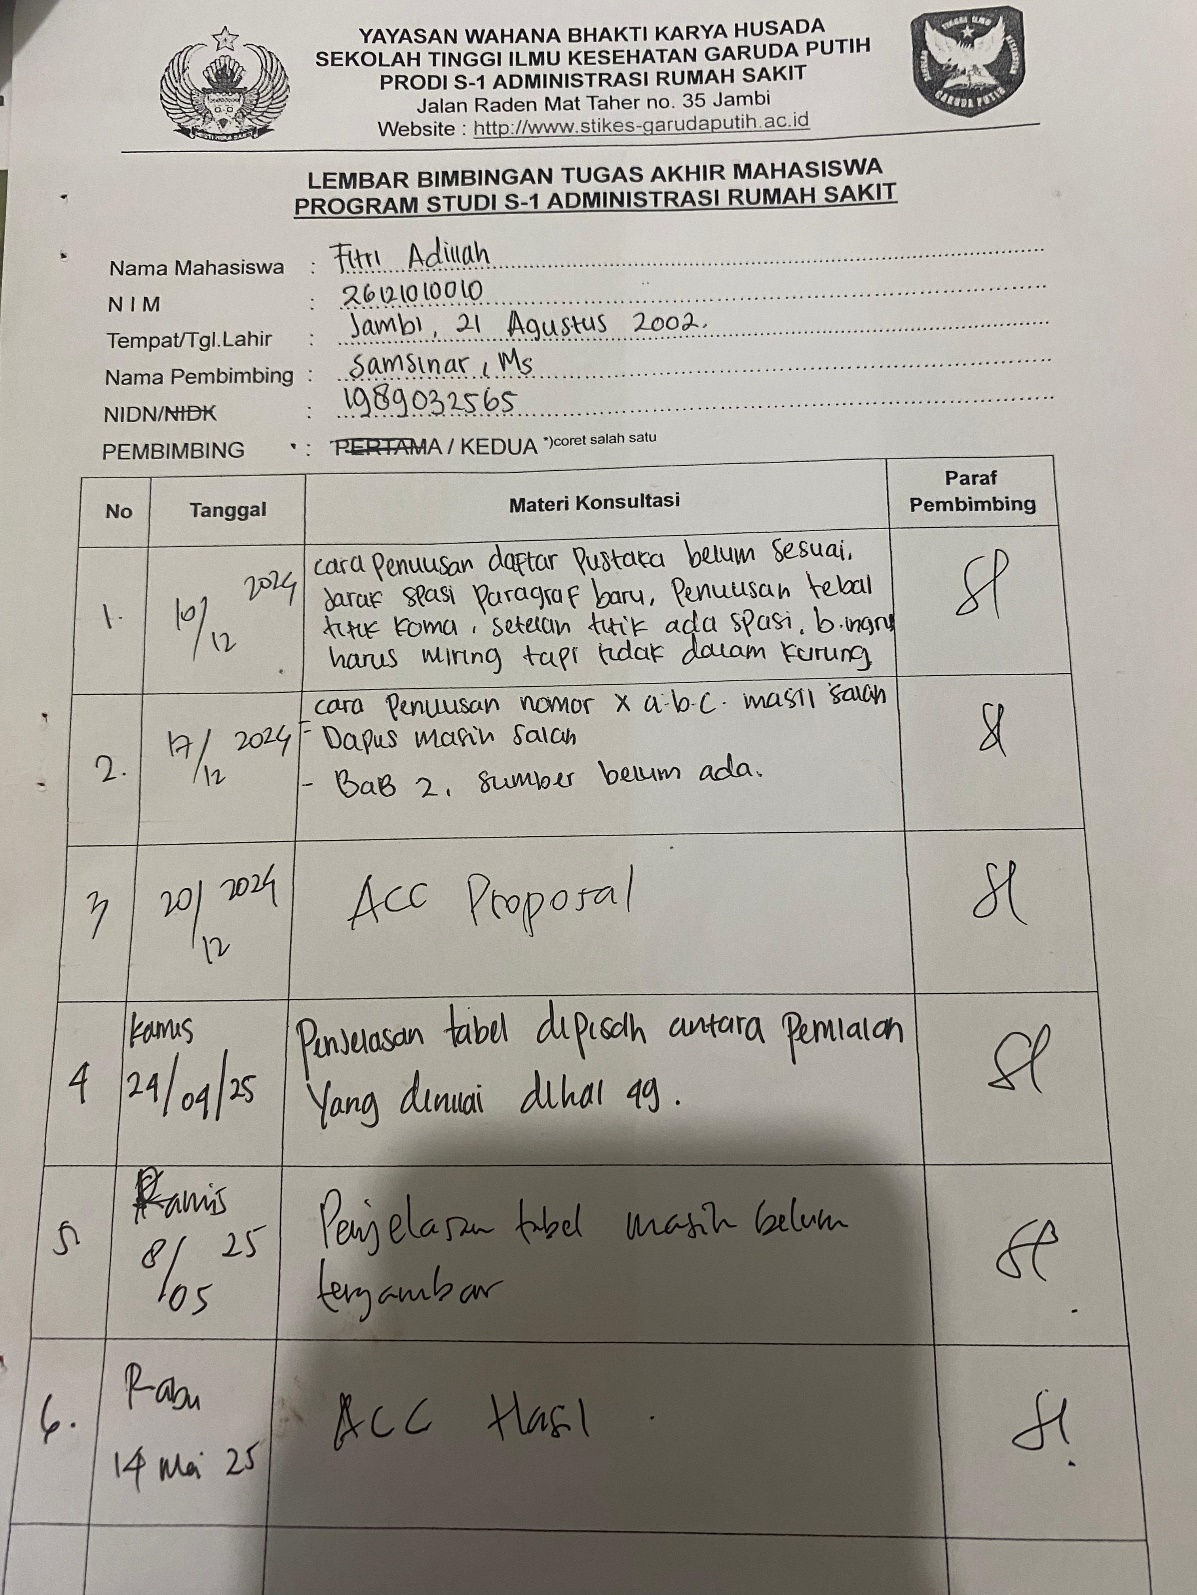 YAYASAN WAHANA BHAKTI KARYA HUSADA
SEKOLAH TINGGI ILMU KESEHATAN GARUDA PUTIH
PRODI S-1 ADMINISTRASI RUMAH SAKIT
Jalan Raden Mat Taher no. 35 Jambi
Website : http://www.stikes-garudaputih.ac.id
GARUDA PUTIH
LEMBAR BIMBINGAN TUGAS AKHIR MAHASISWA
PROGRAM STUDI S-1 ADMINISTRASI RUMAH SAKIT
Nama Mahasiswa : Fitri Adillah
N I M : 26121010010
Tempat/Tgl.Lahir : Jambi, 21 Agustus 2002.
Nama Pembimbing : Samsinar, Ms
NIDN/NIDK : 1989032565
PEMBIMBING : PERTAMA / KEDUA *)coret salah satu
No Tanggal Materi Konsultasi Paraf Pembimbing
1. 10/12 2024 cara Penulisan daftar Pustaka belum sesuai,
Jarak spasi Paragraf baru, Penulisan tebal
titik koma, setelah titik ada spasi, b.ingris
harus miring tapi tidak dalam kurung
2. 17/12 2024 cara Penulisan nomor x a.b.c. masih salah
- Dapus masih salah
- BaB 2, sumber belum ada.
3 20/12 2024 ACC Proposal
4 Kamis 24/04/25 Penjelasan tabel dipisah antara Pemialan
Yang dinilai dihal 49.
5. Kamis 8/05 25 Penjelasan tabel masih belum
tergambar
6. Rabu 14 Mei 25 ACC Hasil